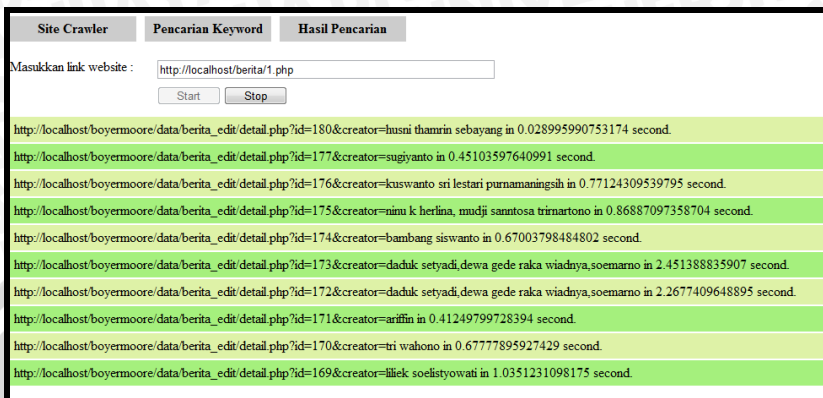 Site Crawler Pencarian Keyword Hasil Pencarian
Masukkan link website : http://localhost/berita/1.php
Start Stop
http://localhost/boyermoore/data/berita_edit/detail.php?id=180&creator=husni thamrin sebayang in 0.028995990753174 second.
http://localhost/boyermoore/data/berita_edit/detail.php?id=177&creator=sugiyanto in 0.45103597640991 second.
http://localhost/boyermoore/data/berita_edit/detail.php?id=176&creator=kuswanto sri lestari purnamaningsih in 0.77124309539795 second.
http://localhost/boyermoore/data/berita_edit/detail.php?id=175&creator=ninu k herlina, mudji sanntosa trimartono in 0.86887097358704 second.
http://localhost/boyermoore/data/berita_edit/detail.php?id=174&creator=bambang siswanto in 0.67003798484802 second.
http://localhost/boyermoore/data/berita_edit/detail.php?id=173&creator=daduk setyadi,dewa gede raka wiadnya,soemarno in 2.451388835907 second.
http://localhost/boyermoore/data/berita_edit/detail.php?id=172&creator=daduk setyadi,dewa gede raka wiadnya,soemarno in 2.2677409648895 second.
http://localhost/boyermoore/data/berita_edit/detail.php?id=171&creator=ariffin in 0.41249799728394 second.
http://localhost/boyermoore/data/berita_edit/detail.php?id=170&creator=tri wahono in 0.67777895927429 second.
http://localhost/boyermoore/data/berita_edit/detail.php?id=169&creator=liliek soelistyowati in 1.0351231098175 second.